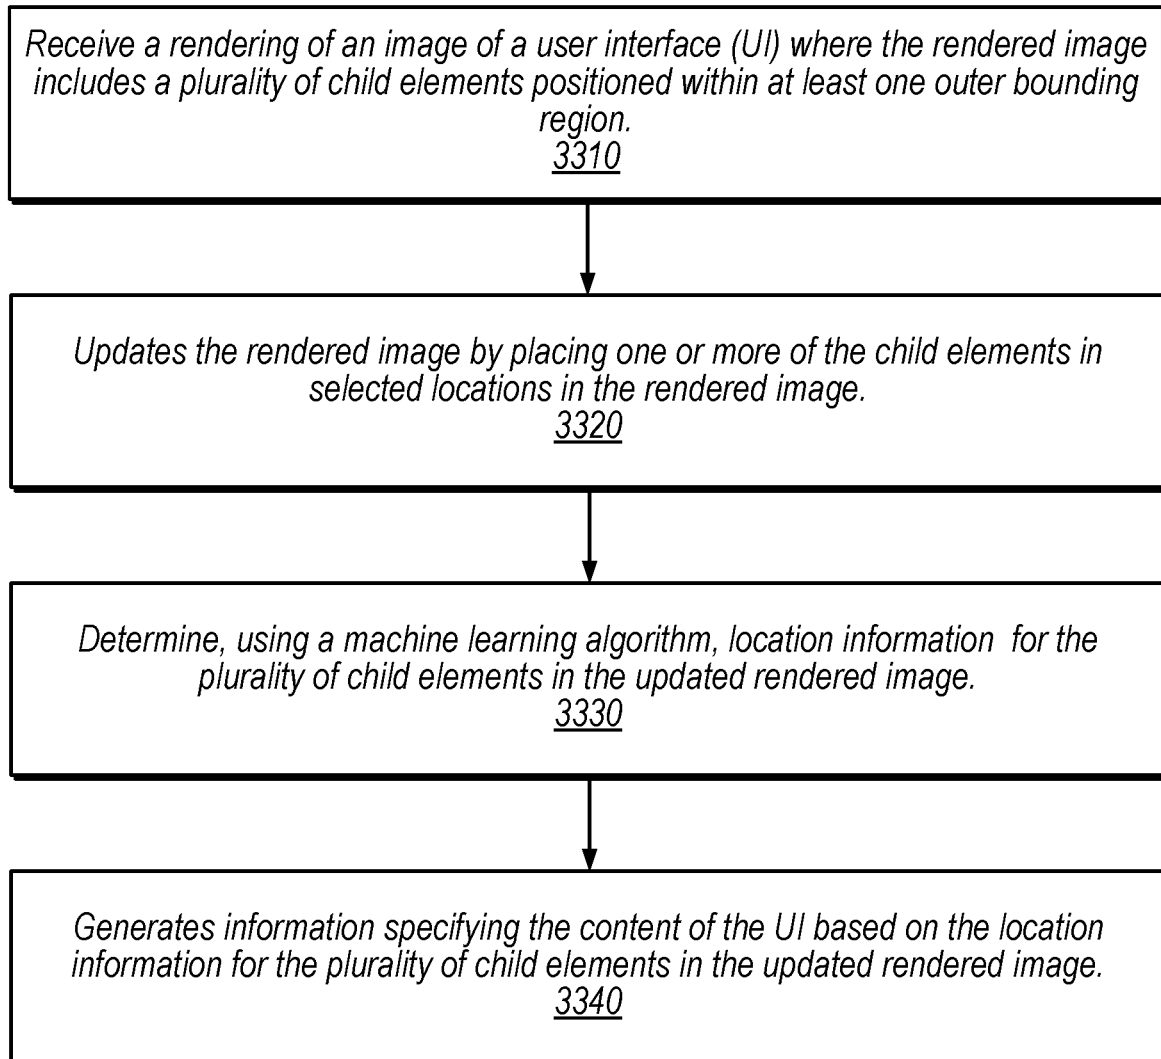 Receive a rendering of an image of a user interface (UI) where the rendered image
includes a plurality of child elements positioned within at least one outer bounding
region.
3310
Updates the rendered image by placing one or more of the child elements in
selected locations in the rendered image.
3320
Determine, using a machine learning algorithm, location information for the
plurality of child elements in the updated rendered image.
3330
Generates information specifying the content of the UI based on the location
information for the plurality of child elements in the updated rendered image.
3340